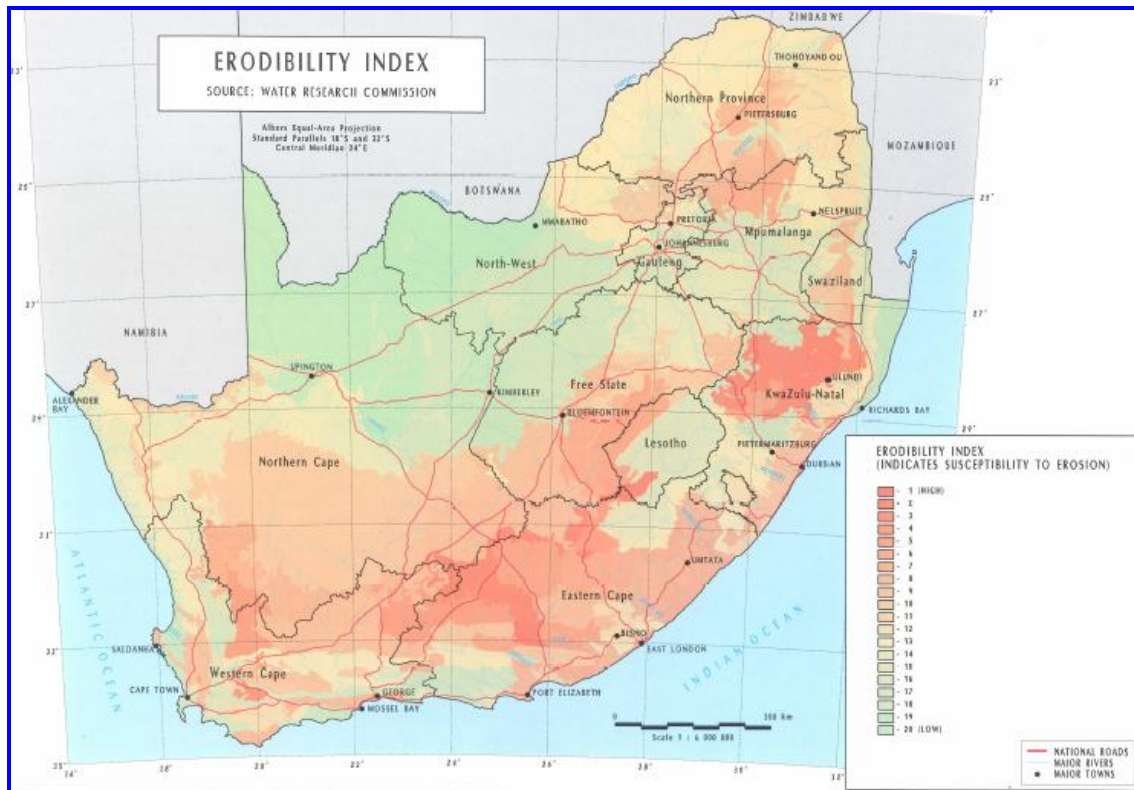 ERODIBILITY INDEX
SOURCE: WATER RESEARCH COMMISSION
Albers Equal-Area Projection
Standard Parallels 18°S and 32°S
Central Meridian 24°E
ZIMBABWE
THOHOYANDOU
Northern Province
PIETERSBURG
MOZAMBIQUE
BOTSWANA
MMABATHO
PRETORIA
NELSPRUIT
Mpumalanga
JOHANNESBURG
North-West
Gauteng
Swaziland
NAMIBIA
UPINGTON
KIMBERLEY
Free State
ULUNDI
KwaZulu-Natal
ALEXANDER
BAY
BLOEMFONTEIN
RICHARDS BAY
Lesotho
PIETERMARITZBURG
DURBAN
Northern Cape
UMTATA
Eastern Cape
BISHO
EAST LONDON
SALDANHA
Western Cape
CAPE TOWN
GEORGE
MOSSEL BAY
PORT ELIZABETH
ATLANTIC OCEAN
INDIAN OCEAN
0 300 km
Scale 1 : 6 000 000
ERODIBILITY INDEX
(INDICATES SUSCEPTIBILITY TO EROSION)
- 1 (HIGH)
- 2
- 3
- 4
- 5
- 6
- 7
- 8
- 9
- 10
- 11
- 12
- 13
- 14
- 15
- 16
- 17
- 18
- 19
- 20 (LOW)
NATIONAL ROADS
MAJOR RIVERS
MAJOR TOWNS